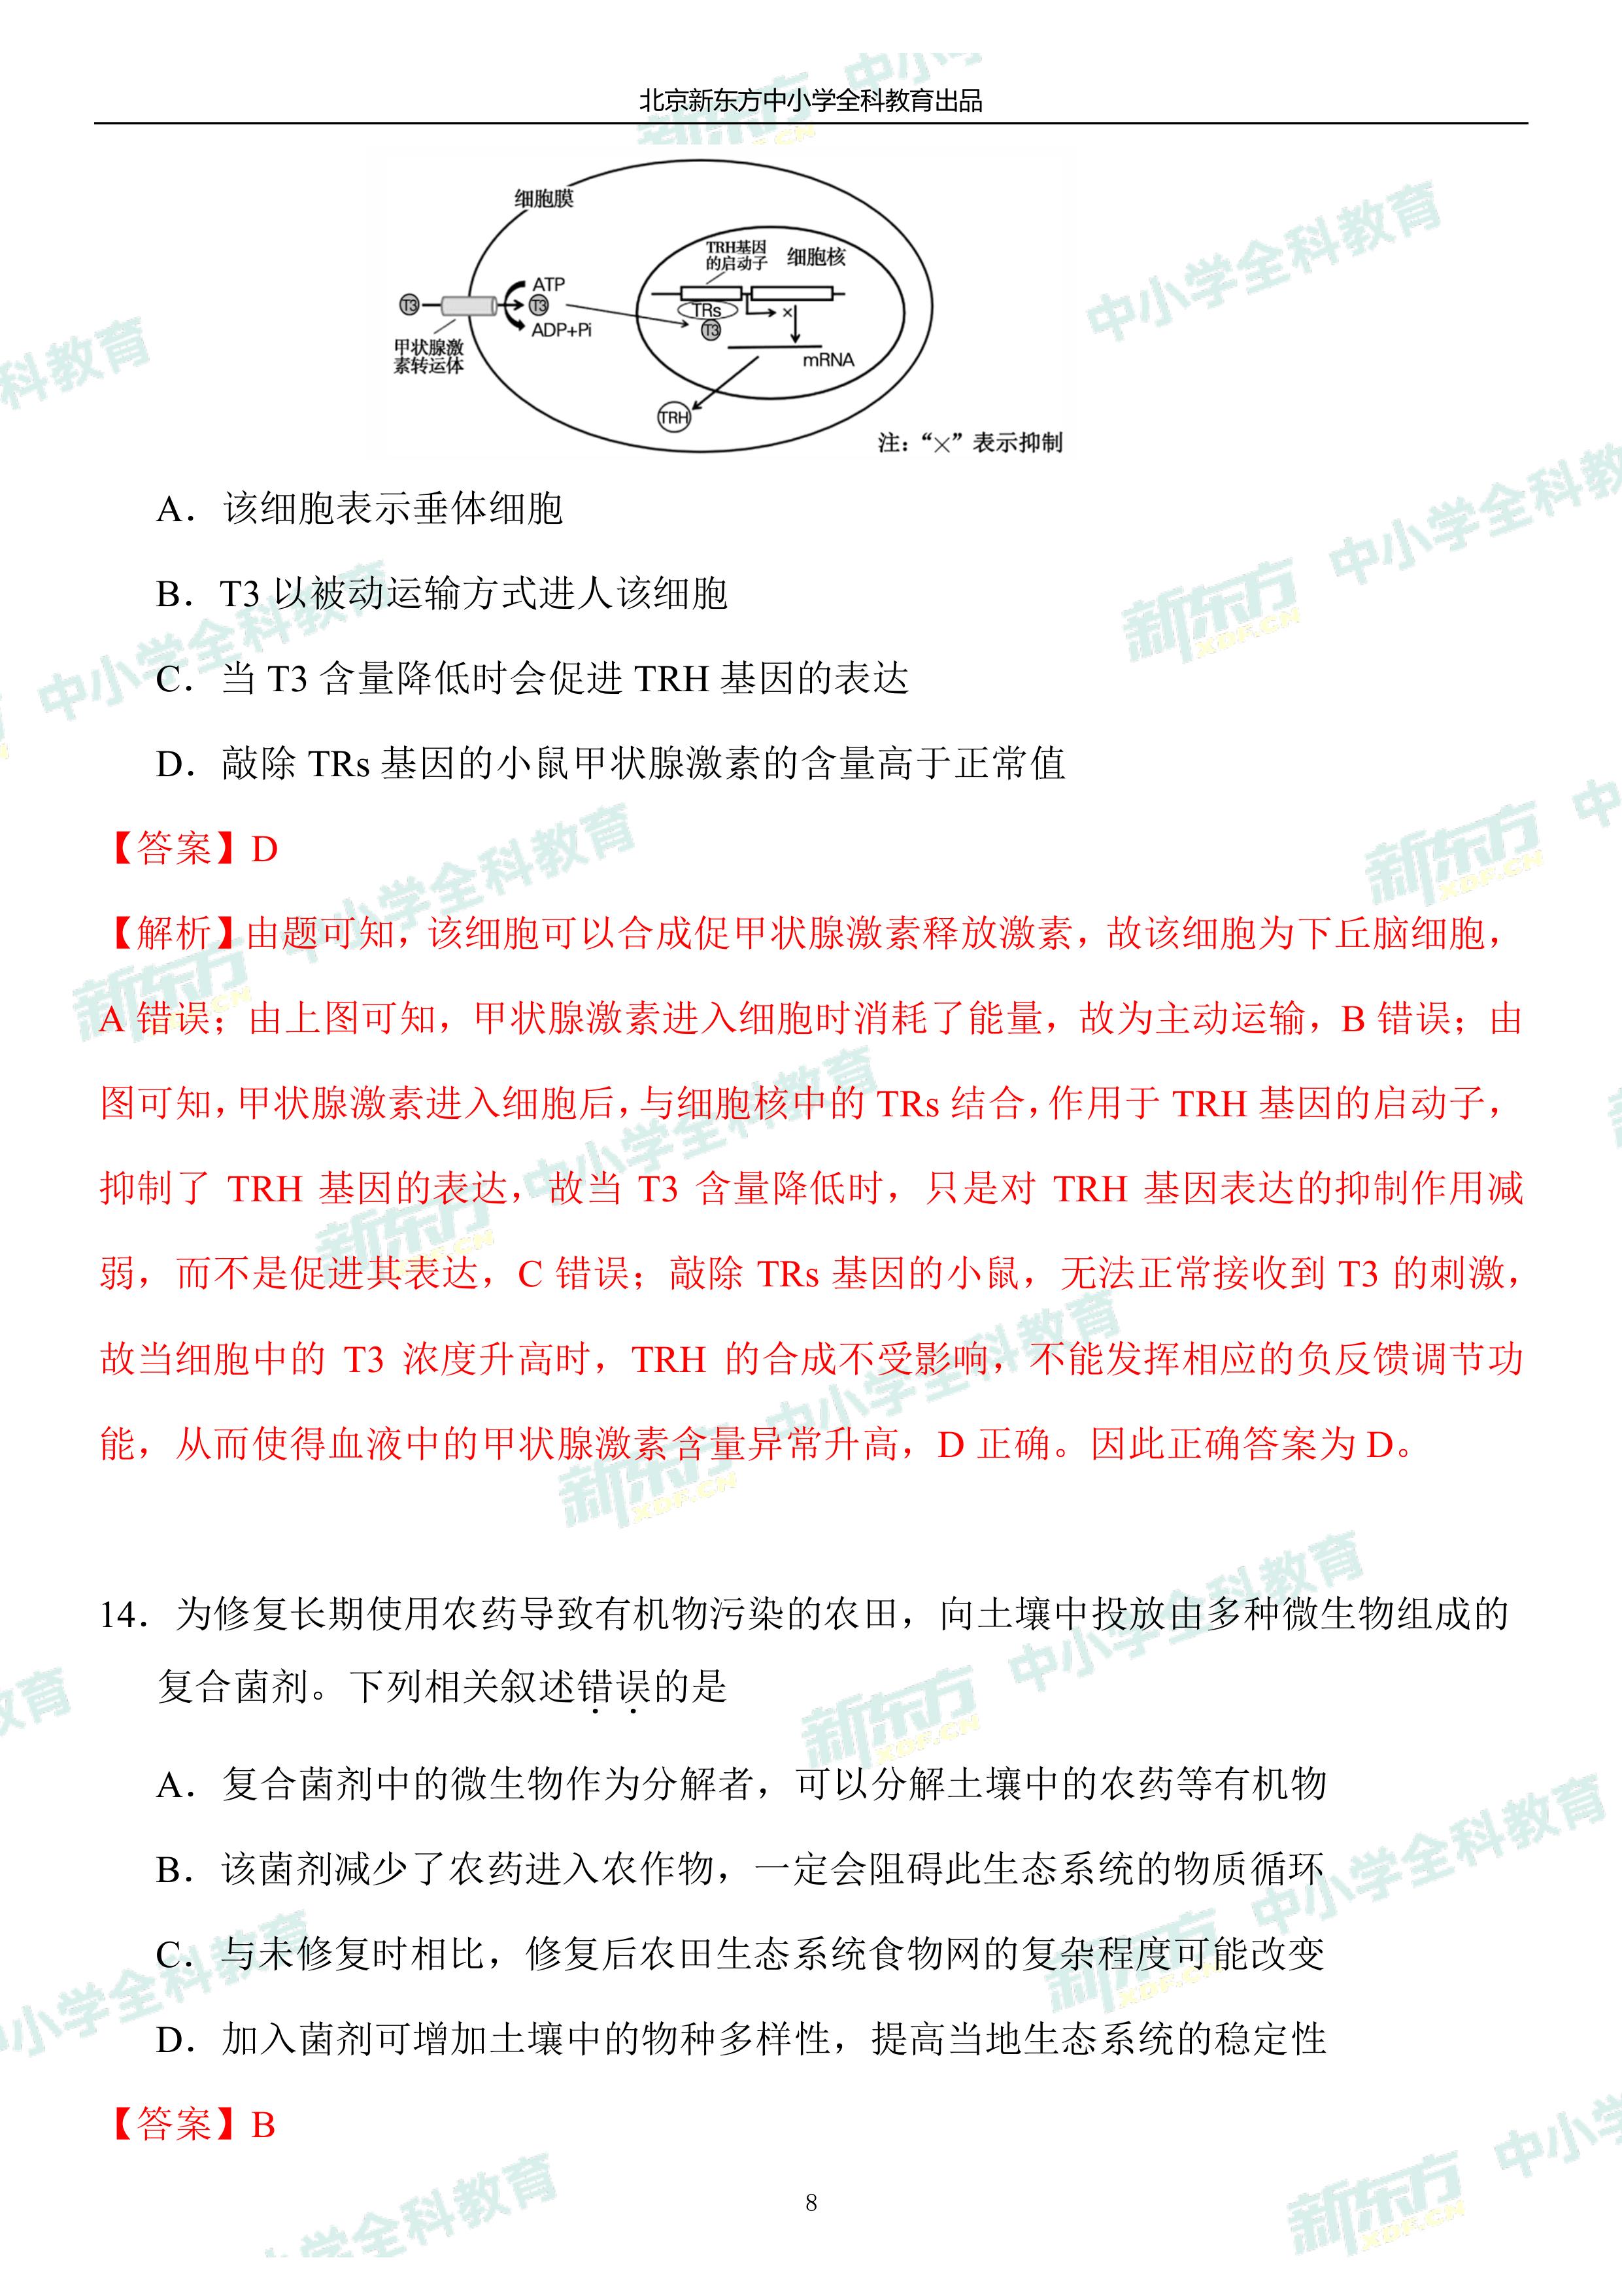 北京新东方中小学全科教育出品
细胞膜
TRH基因
的启动子
细胞核
ATP
T3
T3
TRs
T3
×
ADP+Pi
甲状腺激
素转运体
mRNA
TRH
注：“×”表示抑制
A．该细胞表示垂体细胞
B．T3 以被动运输方式进人该细胞
C．当 T3 含量降低时会促进 TRH 基因的表达
D．敲除 TRs 基因的小鼠甲状腺激素的含量高于正常值
【答案】D
【解析】由题可知，该细胞可以合成促甲状腺激素释放激素，故该细胞为下丘脑细胞，
A 错误；由上图可知，甲状腺激素进入细胞时消耗了能量，故为主动运输，B 错误；由
图可知，甲状腺激素进入细胞后，与细胞核中的 TRs 结合，作用于 TRH 基因的启动子，
抑制了 TRH 基因的表达，故当 T3 含量降低时，只是对 TRH 基因表达的抑制作用减
弱，而不是促进其表达，C 错误；敲除 TRs 基因的小鼠，无法正常接收到 T3 的刺激，
故当细胞中的 T3 浓度升高时，TRH 的合成不受影响，不能发挥相应的负反馈调节功
能，从而使得血液中的甲状腺激素含量异常升高，D 正确。因此正确答案为 D。
14．为修复长期使用农药导致有机物污染的农田，向土壤中投放由多种微生物组成的
复合菌剂。下列相关叙述错误的是
A．复合菌剂中的微生物作为分解者，可以分解土壤中的农药等有机物
B．该菌剂减少了农药进入农作物，一定会阻碍此生态系统的物质循环
C．与未修复时相比，修复后农田生态系统食物网的复杂程度可能改变
D．加入菌剂可增加土壤中的物种多样性，提高当地生态系统的稳定性
【答案】B
8